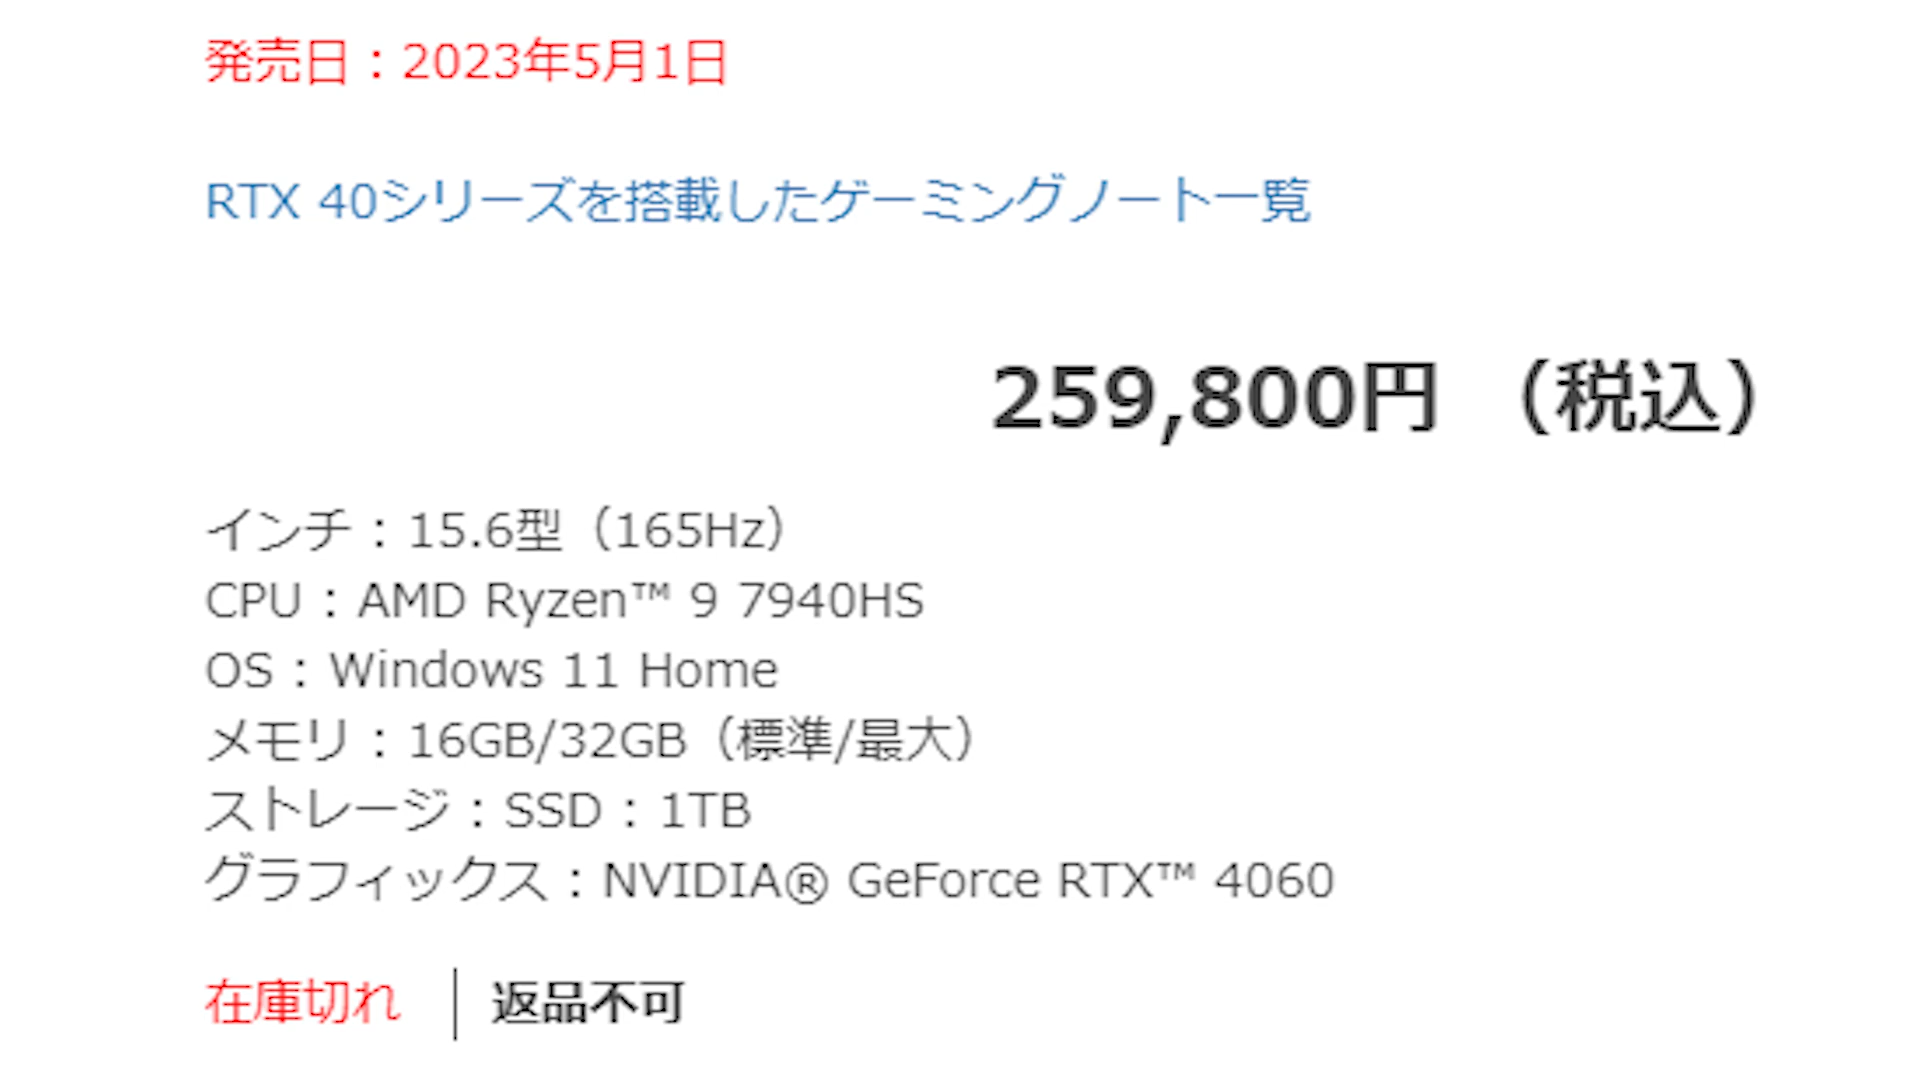 発売日：2023年5月1日
RTX 40シリーズを搭載したゲーミングノート一覧
259,800円 （税込）
インチ：15.6型（165Hz）
CPU：AMD Ryzen™ 9 7940HS
OS：Windows 11 Home
メモリ：16GB/32GB（標準/最大）
ストレージ：SSD：1TB
グラフィックス：NVIDIA® GeForce RTX™ 4060
在庫切れ │ 返品不可